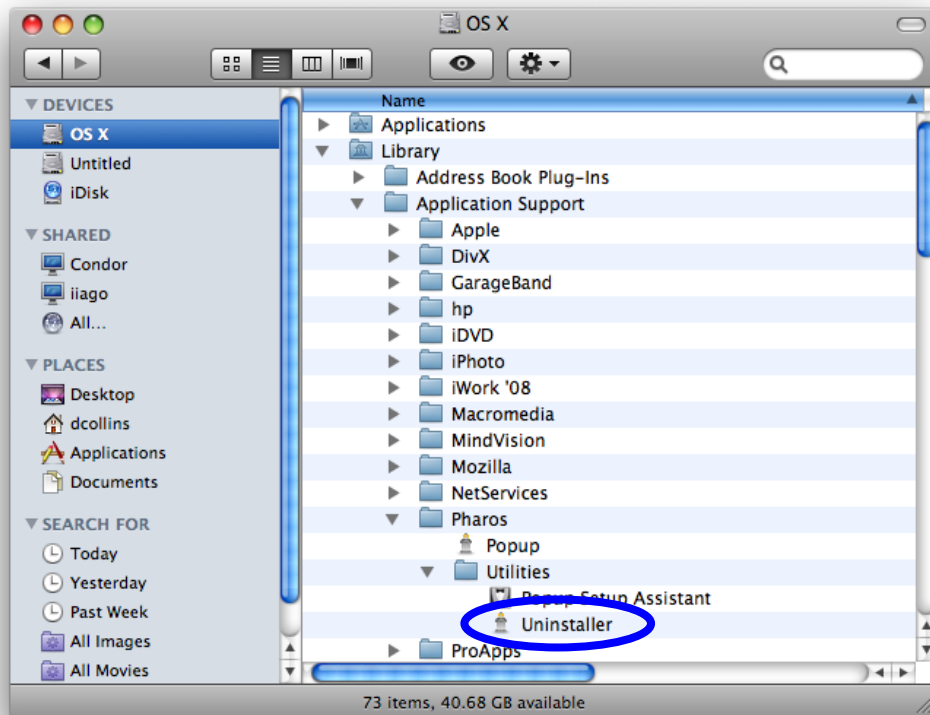 OS X
DEVICES
OS X
Untitled
iDisk
SHARED
Condor
iiago
All...
PLACES
Desktop
dcollins
Applications
Documents
SEARCH FOR
Today
Yesterday
Past Week
All Images
All Movies
Name
Applications
Library
Address Book Plug-Ins
Application Support
Apple
DivX
GarageBand
hp
iDVD
iPhoto
iWork '08
Macromedia
MindVision
Mozilla
NetServices
Pharos
Popup
Utilities
Popup Setup Assistant
Uninstaller
ProApps
73 items, 40.68 GB available